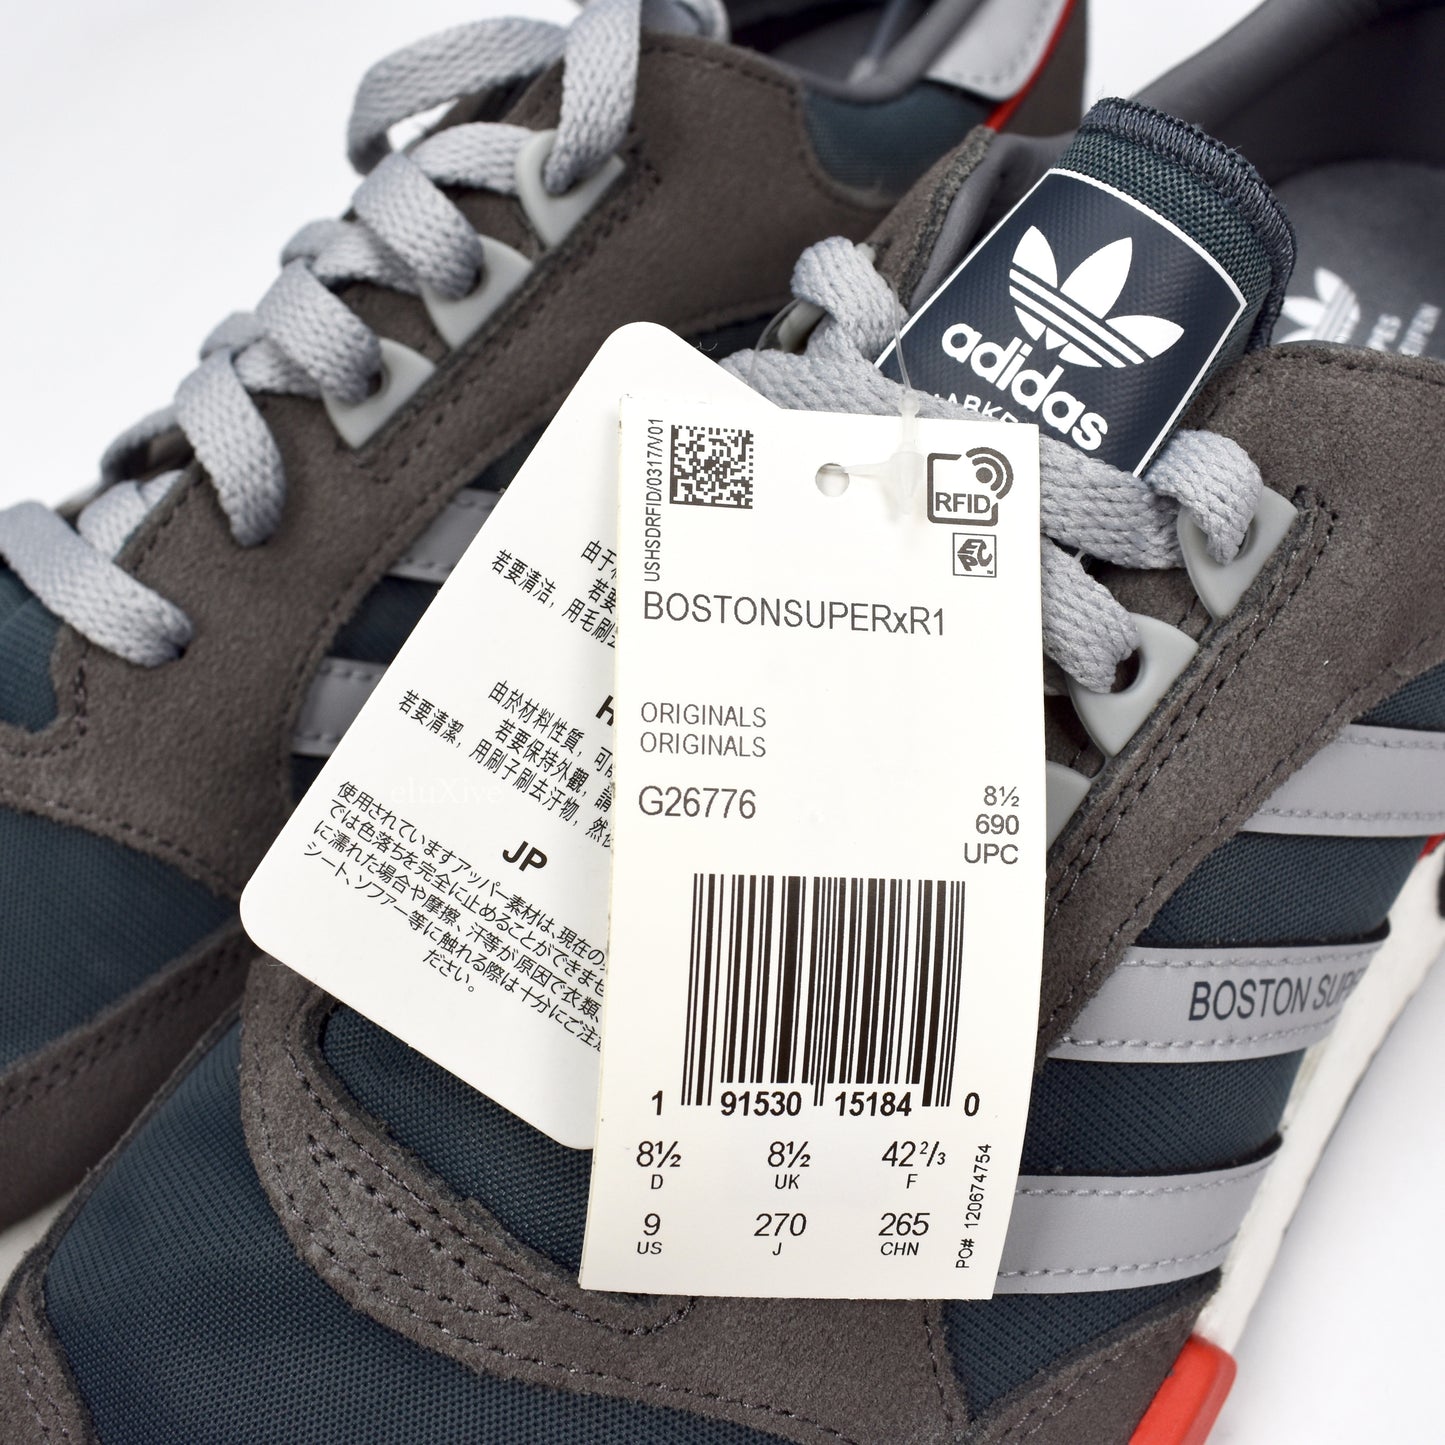 adidas
USHSDRFID/0317/V01
RFID
EPC
BOSTONSUPERxR1
ORIGINALS
ORIGINALS
G26776
8½
690
UPC
1 91530 15184 0
8½ 8½ 42⅔
D UK F
9 270 265
US J CHN
PO# 120674754
若要清洁，用毛刷
由於材料性質，可
若要保持外觀，請
若要清潔，用刷子刷去汙物，然
JP
使用されていますアッパー素材は、現在の
では色落ちを完全に止めることができませ
に濡れた場合や摩擦、汗等が原因で衣類、
シート、ソファー等に触れる際は十分にご注
ださい。
BOSTON SUP
eluXive